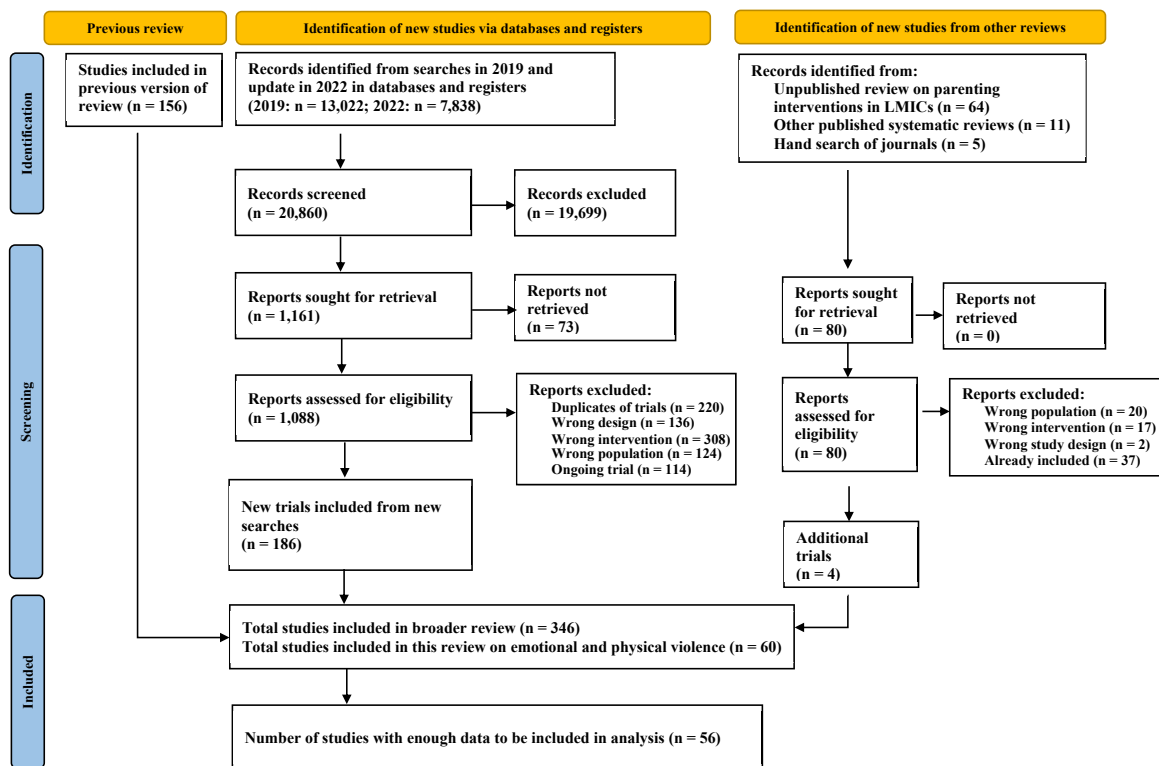 Previous review
Identification of new studies via databases and registers
Identification of new studies from other reviews
Identification
Studies included in
previous version of
review (n = 156)
Records identified from searches in 2019 and
update in 2022 in databases and registers
(2019: n = 13,022; 2022: n = 7,838)
Records identified from:
Unpublished review on parenting
interventions in LMICs (n = 64)
Other published systematic reviews (n = 11)
Hand search of journals (n = 5)
Records screened
(n = 20,860)
Records excluded
(n = 19,699)
Screening
Reports sought for retrieval
(n = 1,161)
Reports not
retrieved
(n = 73)
Reports sought
for retrieval
(n = 80)
Reports not
retrieved
(n = 0)
Reports assessed for eligibility
(n = 1,088)
Reports excluded:
Duplicates of trials (n = 220)
Wrong design (n = 136)
Wrong intervention (n = 308)
Wrong population (n = 124)
Ongoing trial (n = 114)
Reports
assessed for
eligibility
(n = 80)
Reports excluded:
Wrong population (n = 20)
Wrong intervention (n = 17)
Wrong study design (n = 2)
Already included (n = 37)
New trials included from new
searches
(n = 186)
Additional
trials
(n = 4)
Included
Total studies included in broader review (n = 346)
Total studies included in this review on emotional and physical violence (n = 60)
Number of studies with enough data to be included in analysis (n = 56)